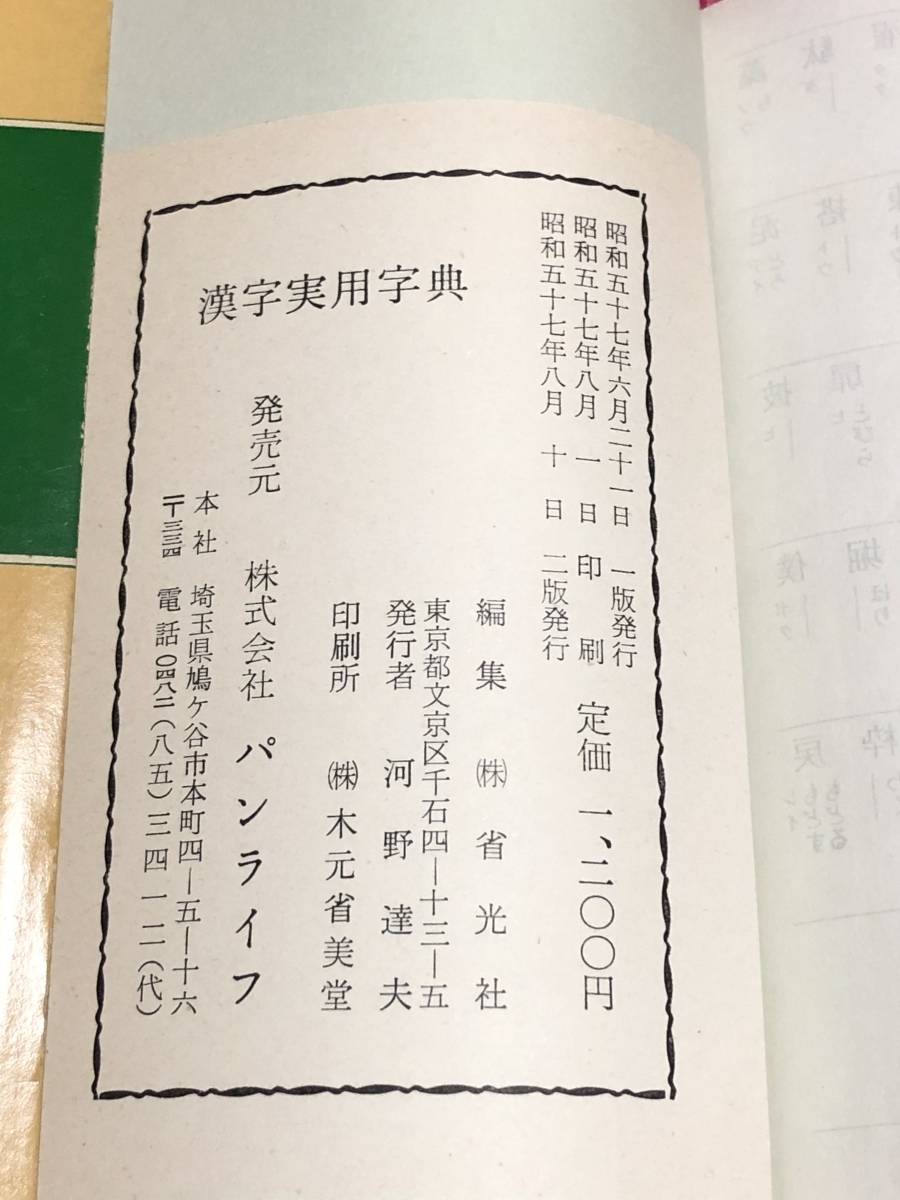 漢字実用字典
昭和五十七年六月二十一日 一版発行
昭和五十七年八月 一日 印 刷
昭和五十七年八月 十 日 二版発行
定価 一、二〇〇円
編集 ㈱省光社
東京都文京区千石四―十三―五
発行者 河野達夫
印刷所 ㈱木元省美堂
発売元 株式会社 パンライフ
本社 埼玉県鳩ヶ谷市本町四―五―十六
〒三三四 電話〇四八二(八五)三四一二(代)